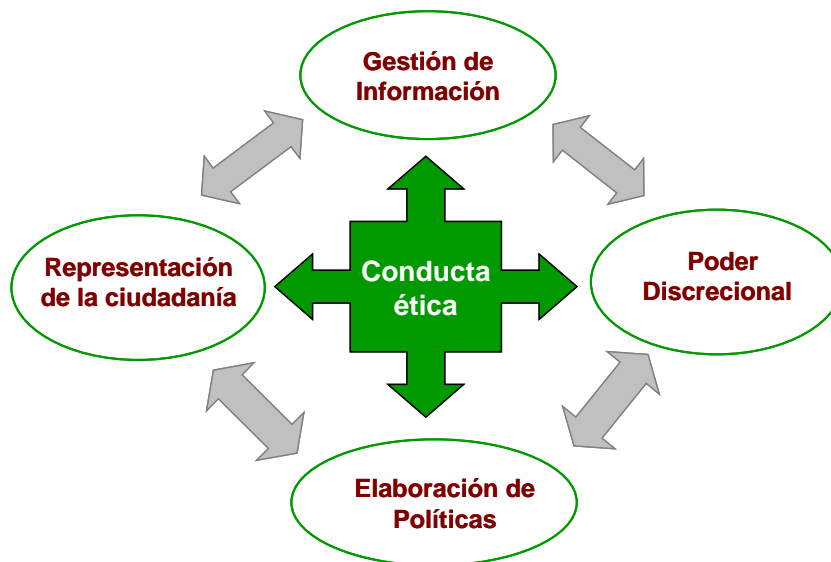 Gestión de
Información
Representación
de la ciudadanía
Conducta
ética
Poder
Discrecional
Elaboración de
Políticas